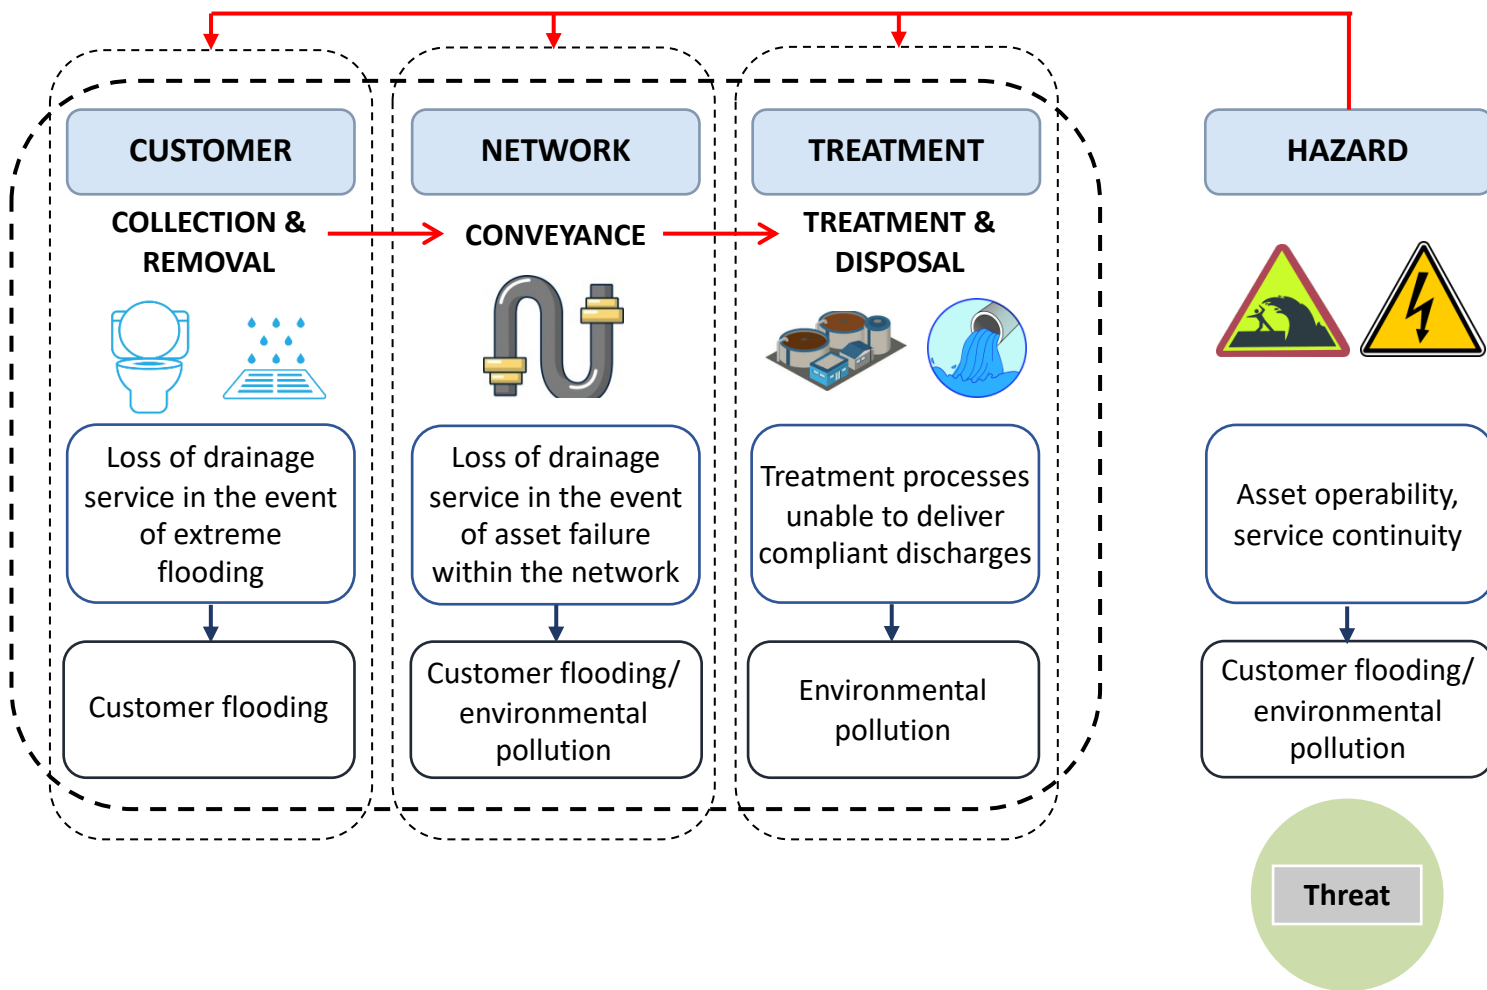 CUSTOMER
NETWORK
TREATMENT
HAZARD
COLLECTION &
REMOVAL
CONVEYANCE
TREATMENT &
DISPOSAL
Loss of drainage
service in the event
of extreme
flooding
Loss of drainage
service in the event
of asset failure
within the network
Treatment processes
unable to deliver
compliant discharges
Asset operability,
service continuity
Customer flooding
Customer flooding/
environmental
pollution
Environmental
pollution
Customer flooding/
environmental
pollution
Threat